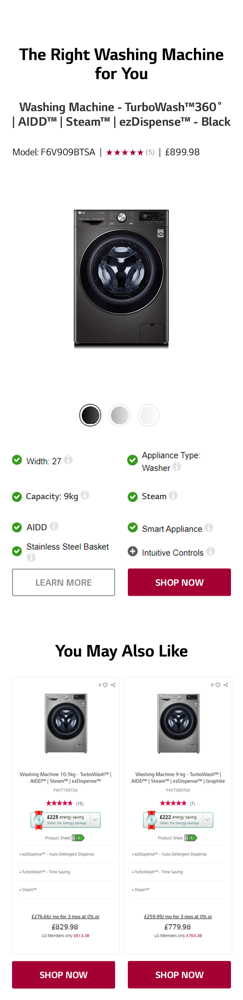 The Right Washing Machine
for You
Washing Machine - TurboWash™360˚
| AIDD™ | Steam™ | ezDispense™ - Black
Model: F6V909BTSA | ★★★★★ (5) | £899.98
LG
ThinQ
Width: 27
Appliance Type:
Washer
Capacity: 9kg
Steam
AIDD
Smart Appliance
Stainless Steel Basket
Intuitive Controls
LEARN MORE
SHOP NOW
You May Also Like
3
Washing Machine 10.5kg - TurboWash™ |
AIDD™ | Steam™ | ezDispense™
F4V710STSA
★★★★★ (15)
£225 energy saving
Silver for energy savings
Product Sheet B
• ezDispense™ - Auto Detergent Dispense
• TurboWash™ - Time Saving
• Steam™
£276.66/ mo for 3 mos at 0% or
£829.98
LG Members only £813.38
SHOP NOW
0
Washing Machine 9 kg - TurboWash™ |
AIDD™ | Steam™ | ezDispense™ | Graphite
F4V709STSA
★★★★★ (7)
£222 energy saving
Silver for energy savings
Product Sheet B
• ezDispense™ - Auto Detergent Dispense
• TurboWash™ - Time Saving
• Steam™
£259.99/ mo for 3 mos at 0% or
£779.98
LG Members only £764.38
SHOP NOW